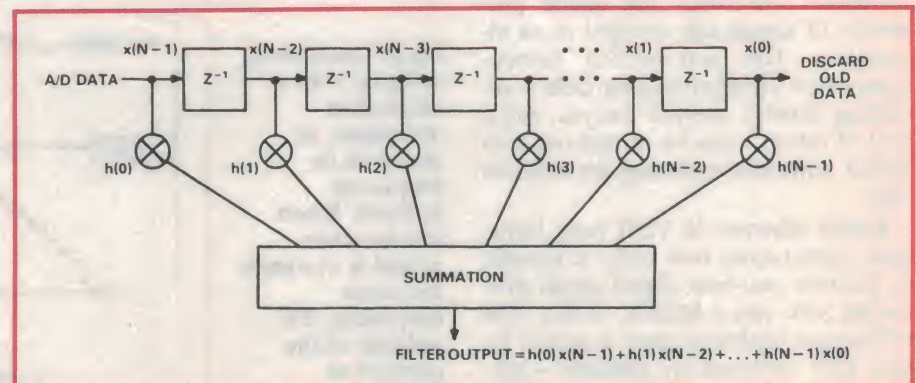 x(N−1) x(N−2) x(N−3) • • • x(1) x(0)
A/D DATA Z⁻¹ Z⁻¹ Z⁻¹ • • • Z⁻¹ DISCARD
OLD
DATA
h(0) h(1) h(2) h(3) h(N−2) h(N−1)
SUMMATION
FILTER OUTPUT = h(0) x(N−1) + h(1) x(N−2) + . . . + h(N−1) x(0)